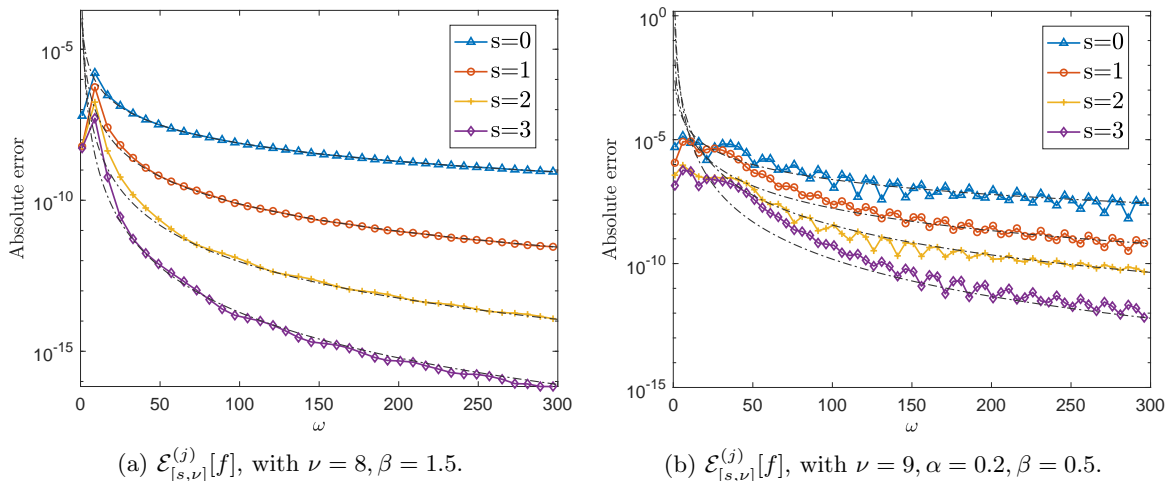 10^{-5}
10^{-10}
10^{-15}
Absolute error
0 50 100 150 200 250 300
ω
s=0
s=1
s=2
s=3
(a) \mathcal{E}^{(j)}_{[s,ν]}[f], with ν = 8, β = 1.5.
10^{0}
10^{-5}
10^{-10}
10^{-15}
Absolute error
0 50 100 150 200 250 300
ω
s=0
s=1
s=2
s=3
(b) \mathcal{E}^{(j)}_{[s,ν]}[f], with ν = 9, α = 0.2, β = 0.5.